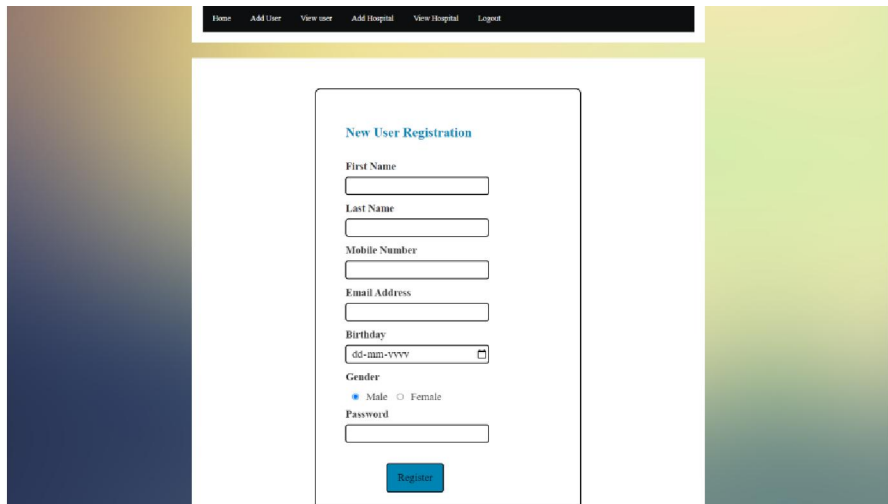 Home Add User View user Add Hospital View Hospital Logout
New User Registration
First Name
Last Name
Mobile Number
Email Address
Birthday
dd-mm-yyyy
Gender
Male Female
Password
Register